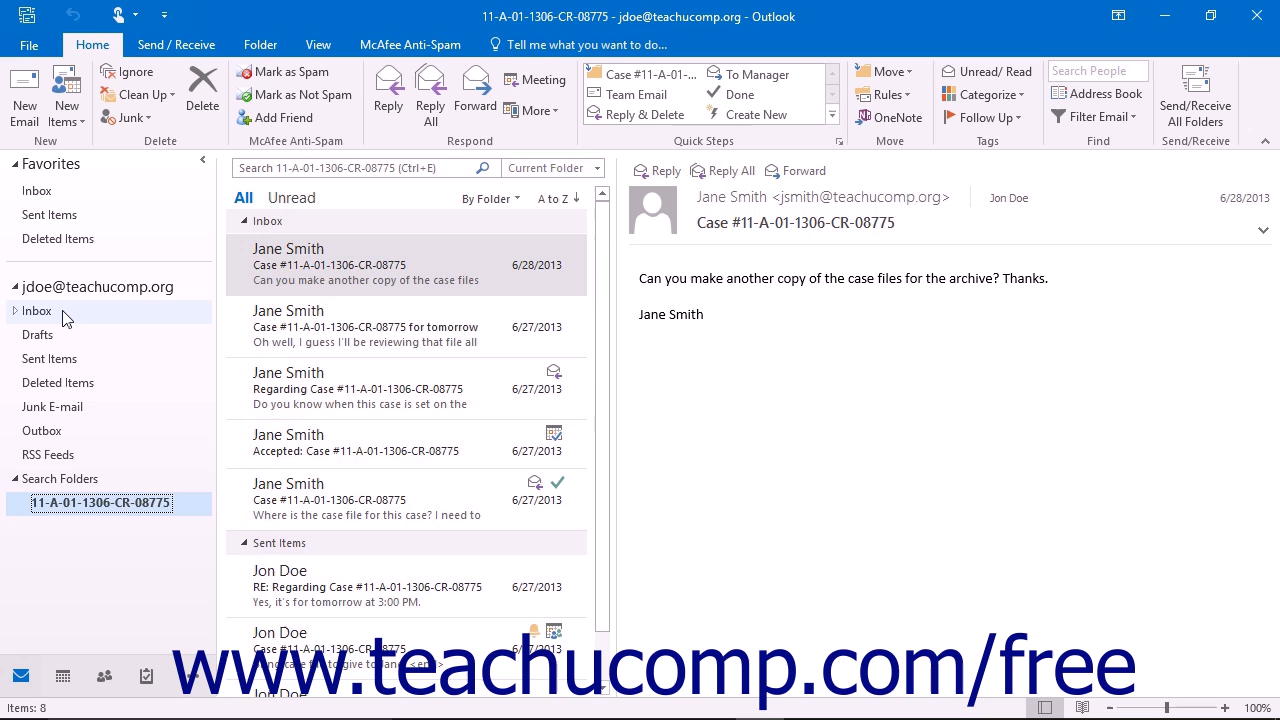 11-A-01-1306-CR-08775 - jdoe@teachucomp.org - Outlook
File Home Send / Receive Folder View McAfee Anti-Spam Tell me what you want to do...
New Email
New Items
New
Ignore
Clean Up
Junk
Delete
Delete
Mark as Spam
Mark as Not Spam
Add Friend
McAfee Anti-Spam
Reply
Reply All
Forward
Meeting
More
Respond
Case #11-A-01-...
Team Email
Reply & Delete
To Manager
Done
Create New
Quick Steps
Move
Rules
OneNote
Move
Unread/ Read
Categorize
Follow Up
Tags
Search People
Address Book
Filter Email
Find
Send/Receive All Folders
Send/Receive
Favorites
Inbox
Sent Items
Deleted Items
jdoe@teachucomp.org
Inbox
Drafts
Sent Items
Deleted Items
Junk E-mail
Outbox
RSS Feeds
Search Folders
11-A-01-1306-CR-08775
Search 11-A-01-1306-CR-08775 (Ctrl+E) Current Folder
All Unread By Folder A to Z
Inbox
Jane Smith
Case #11-A-01-1306-CR-08775 6/28/2013
Can you make another copy of the case files
Jane Smith
Case #11-A-01-1306-CR-08775 for tomorrow 6/27/2013
Oh well, I guess I'll be reviewing that file all
Jane Smith
Regarding Case #11-A-01-1306-CR-08775 6/27/2013
Do you know when this case is set on the
Jane Smith
Accepted: Case #11-A-01-1306-CR-08775 6/27/2013
Jane Smith
Case #11-A-01-1306-CR-08775 6/27/2013
Where is the case file for this case? I need to
Sent Items
Jon Doe
RE: Regarding Case #11-A-01-1306-CR-08775 6/27/2013
Yes, it's for tomorrow at 3:00 PM.
Jon Doe
Jon Doe
Reply Reply All Forward
Jane Smith <jsmith@teachucomp.org> Jon Doe 6/28/2013
Case #11-A-01-1306-CR-08775
Can you make another copy of the case files for the archive? Thanks.
Jane Smith
www.teachucomp.com/free
Items: 8 100%